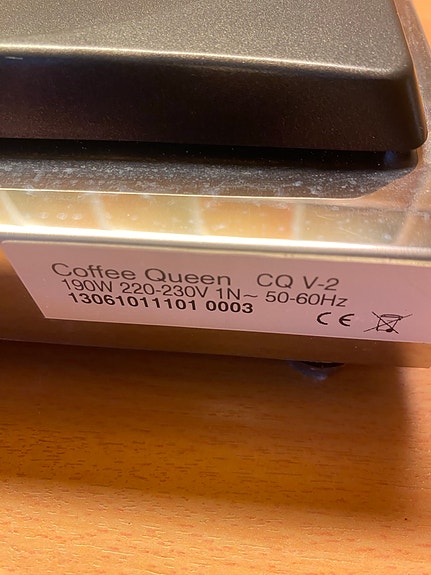 Coffee Queen CQ V-2
190W 220-230V 1N~ 50-60Hz
13061011101 0003
CE